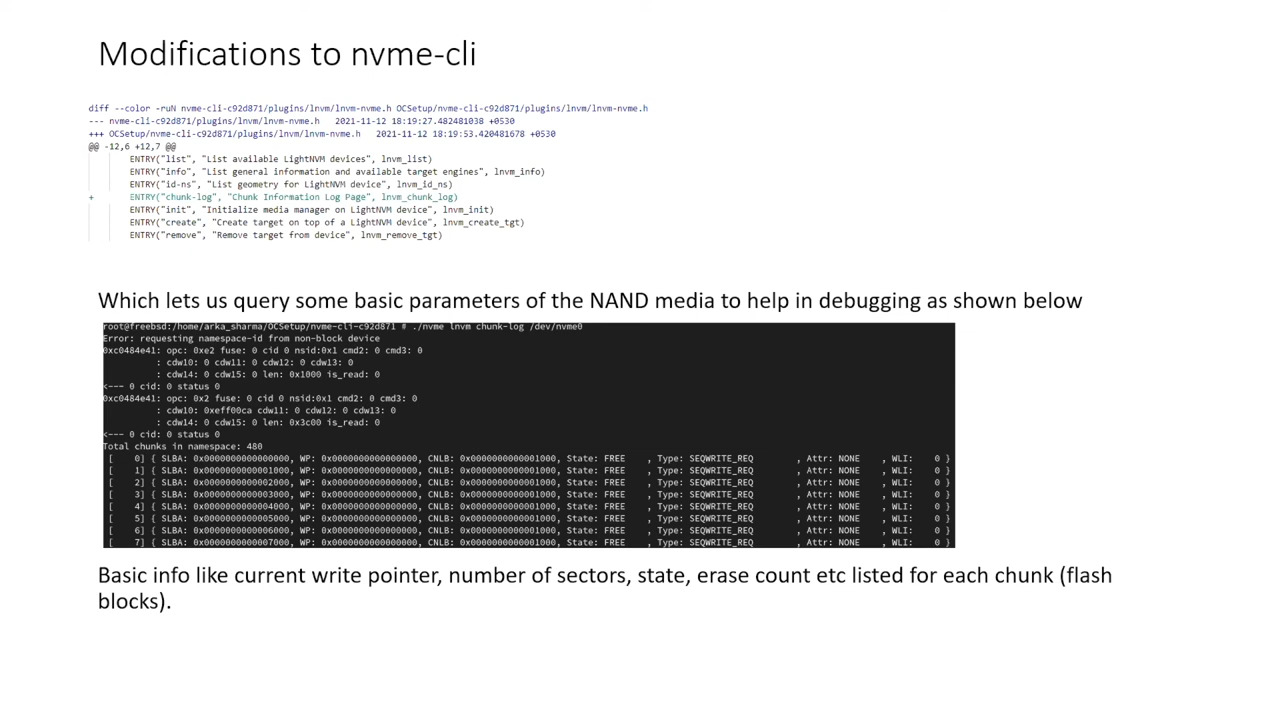 Modifications to nvme-cli
diff --color -ruN nvme-cli-c92d871/plugins/lnvm/lnvm-nvme.h OCSetup/nvme-cli-c92d871/plugins/lnvm/lnvm-nvme.h
--- nvme-cli-c92d871/plugins/lnvm/lnvm-nvme.h 2021-11-12 18:19:27.482481038 +0530
+++ OCSetup/nvme-cli-c92d871/plugins/lnvm/lnvm-nvme.h 2021-11-12 18:19:53.420481678 +0530
@@ -12,6 +12,7 @@
ENTRY("list", "List available LightNVM devices", lnvm_list)
ENTRY("info", "List general information and available target engines", lnvm_info)
ENTRY("id-ns", "List geometry for LightNVM device", lnvm_id_ns)
+ ENTRY("chunk-log", "Chunk Information Log Page", lnvm_chunk_log)
ENTRY("init", "Initialize media manager on LightNVM device", lnvm_init)
ENTRY("create", "Create target on top of a LightNVM device", lnvm_create_tgt)
ENTRY("remove", "Remove target from device", lnvm_remove_tgt)
Which lets us query some basic parameters of the NAND media to help in debugging as shown below
root@freebsd:/home/arka_sharma/OCSetup/nvme-cli-c92d871 # ./nvme lnvm chunk-log /dev/nvme0
Error: requesting namespace-id from non-block device
0xc0484e41: opc: 0xe2 fuse: 0 cid 0 nsid:0x1 cmd2: 0 cmd3: 0
: cdw10: 0 cdw11: 0 cdw12: 0 cdw13: 0
: cdw14: 0 cdw15: 0 len: 0x1000 is_read: 0
<--- 0 cid: 0 status 0
0xc0484e41: opc: 0x2 fuse: 0 cid 0 nsid:0x1 cmd2: 0 cmd3: 0
: cdw10: 0xeff00ca cdw11: 0 cdw12: 0 cdw13: 0
: cdw14: 0 cdw15: 0 len: 0x3c00 is_read: 0
<--- 0 cid: 0 status 0
Total chunks in namespace: 480
[ 0] { SLBA: 0x0000000000000000, WP: 0x0000000000000000, CNLB: 0x0000000000001000, State: FREE , Type: SEQWRITE_REQ , Attr: NONE , WLI: 0 }
[ 1] { SLBA: 0x0000000000001000, WP: 0x0000000000000000, CNLB: 0x0000000000001000, State: FREE , Type: SEQWRITE_REQ , Attr: NONE , WLI: 0 }
[ 2] { SLBA: 0x0000000000002000, WP: 0x0000000000000000, CNLB: 0x0000000000001000, State: FREE , Type: SEQWRITE_REQ , Attr: NONE , WLI: 0 }
[ 3] { SLBA: 0x0000000000003000, WP: 0x0000000000000000, CNLB: 0x0000000000001000, State: FREE , Type: SEQWRITE_REQ , Attr: NONE , WLI: 0 }
[ 4] { SLBA: 0x0000000000004000, WP: 0x0000000000000000, CNLB: 0x0000000000001000, State: FREE , Type: SEQWRITE_REQ , Attr: NONE , WLI: 0 }
[ 5] { SLBA: 0x0000000000005000, WP: 0x0000000000000000, CNLB: 0x0000000000001000, State: FREE , Type: SEQWRITE_REQ , Attr: NONE , WLI: 0 }
[ 6] { SLBA: 0x0000000000006000, WP: 0x0000000000000000, CNLB: 0x0000000000001000, State: FREE , Type: SEQWRITE_REQ , Attr: NONE , WLI: 0 }
[ 7] { SLBA: 0x0000000000007000, WP: 0x0000000000000000, CNLB: 0x0000000000001000, State: FREE , Type: SEQWRITE_REQ , Attr: NONE , WLI: 0 }
Basic info like current write pointer, number of sectors, state, erase count etc listed for each chunk (flash
blocks).